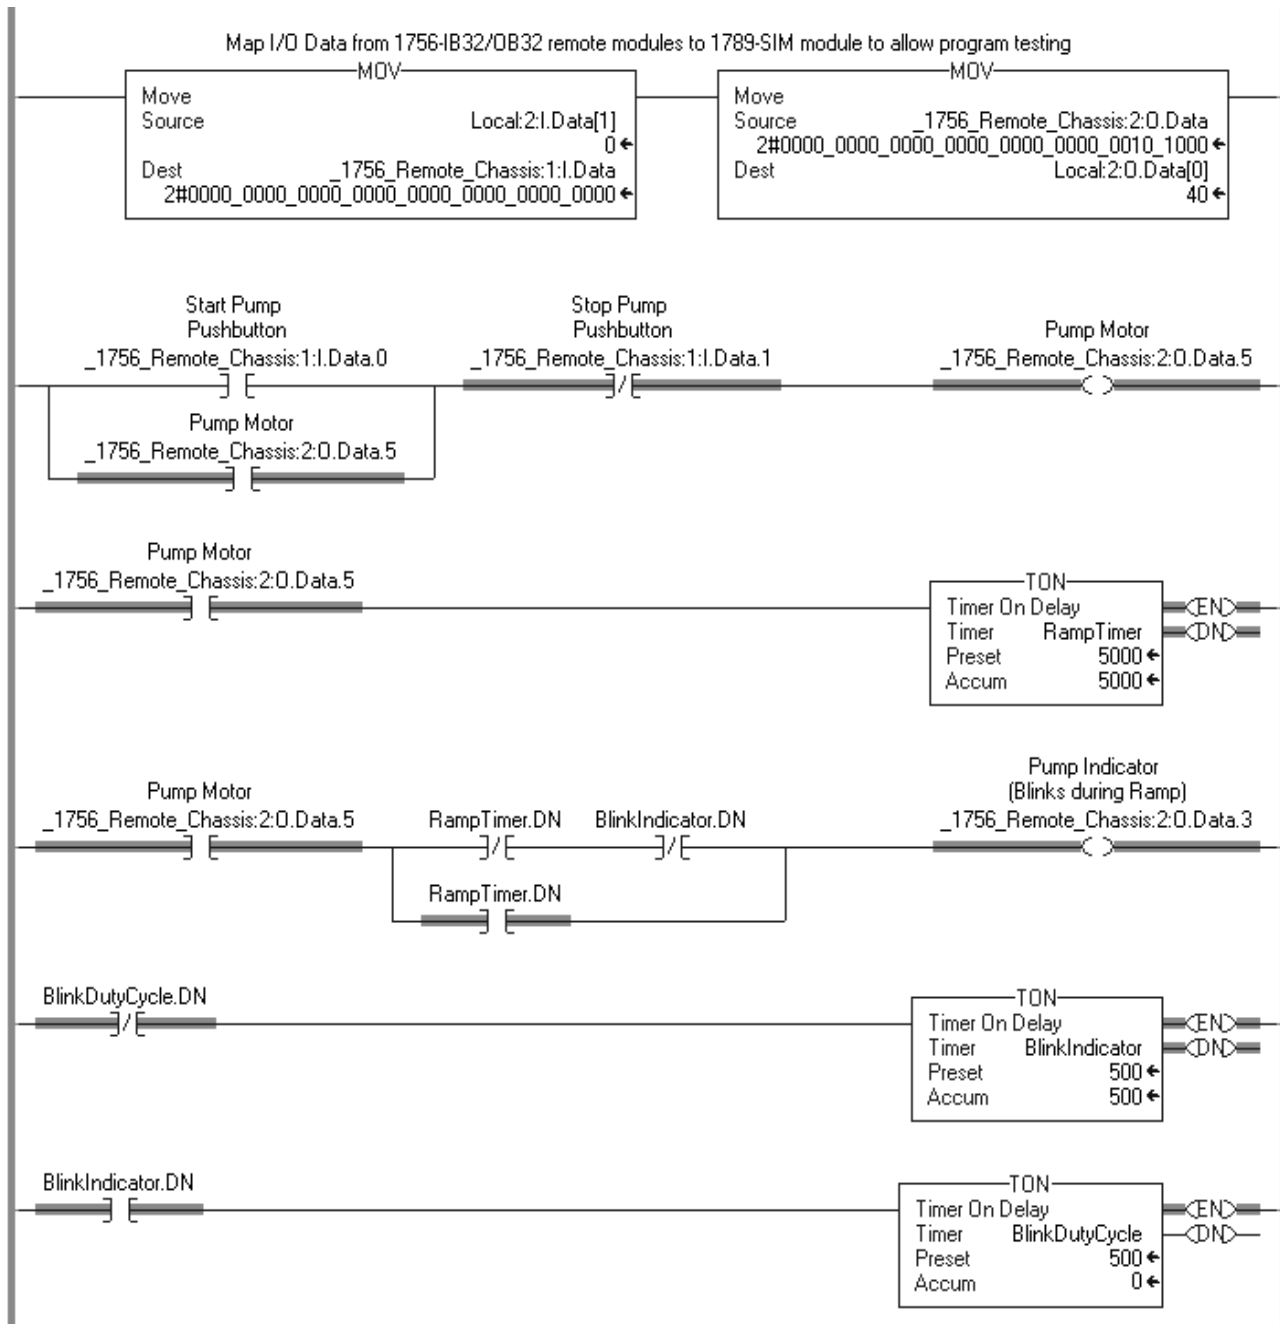 Map I/O Data from 1756-IB32/OB32 remote modules to 1789-SIM module to allow program testing
MOV
Move
Source Local:2:I.Data[1]
0
Dest _1756_Remote_Chassis:1:I.Data
2#0000_0000_0000_0000_0000_0000_0000_0000
MOV
Move
Source _1756_Remote_Chassis:2:O.Data
2#0000_0000_0000_0000_0000_0000_0010_1000
Dest Local:2:O.Data[0]
40
Start Pump
Pushbutton
_1756_Remote_Chassis:1:I.Data.0
Stop Pump
Pushbutton
_1756_Remote_Chassis:1:I.Data.1
Pump Motor
_1756_Remote_Chassis:2:O.Data.5
Pump Motor
_1756_Remote_Chassis:2:O.Data.5
Pump Motor
_1756_Remote_Chassis:2:O.Data.5
TON
Timer On Delay
Timer RampTimer
Preset 5000
Accum 5000
EN
DN
Pump Motor
_1756_Remote_Chassis:2:O.Data.5
RampTimer.DN
BlinkIndicator.DN
Pump Indicator
(Blinks during Ramp)
_1756_Remote_Chassis:2:O.Data.3
RampTimer.DN
BlinkDutyCycle.DN
TON
Timer On Delay
Timer BlinkIndicator
Preset 500
Accum 500
EN
DN
BlinkIndicator.DN
TON
Timer On Delay
Timer BlinkDutyCycle
Preset 500
Accum 0
EN
DN